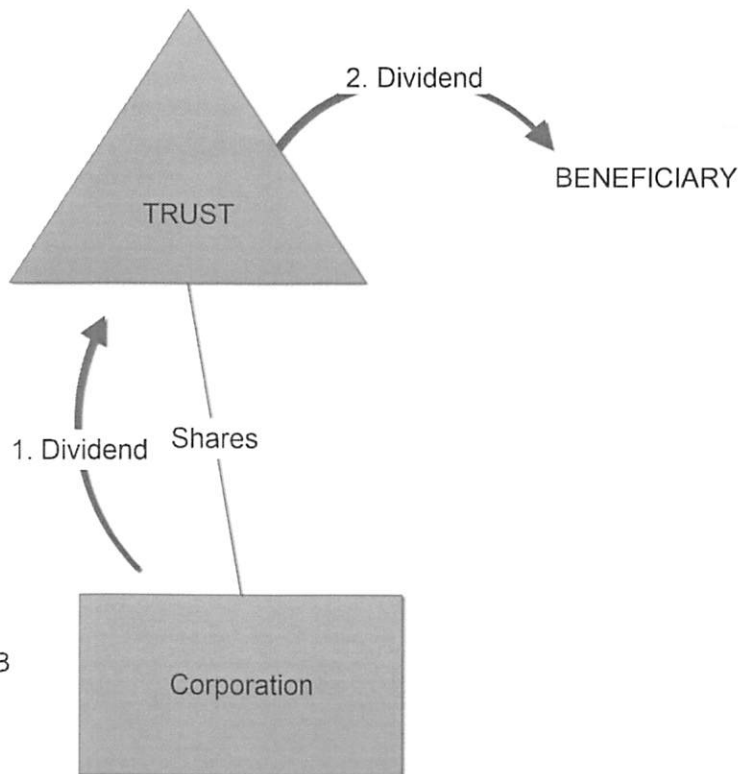 2. Dividend
BENEFICIARY
TRUST
1. Dividend
Shares
Corporation